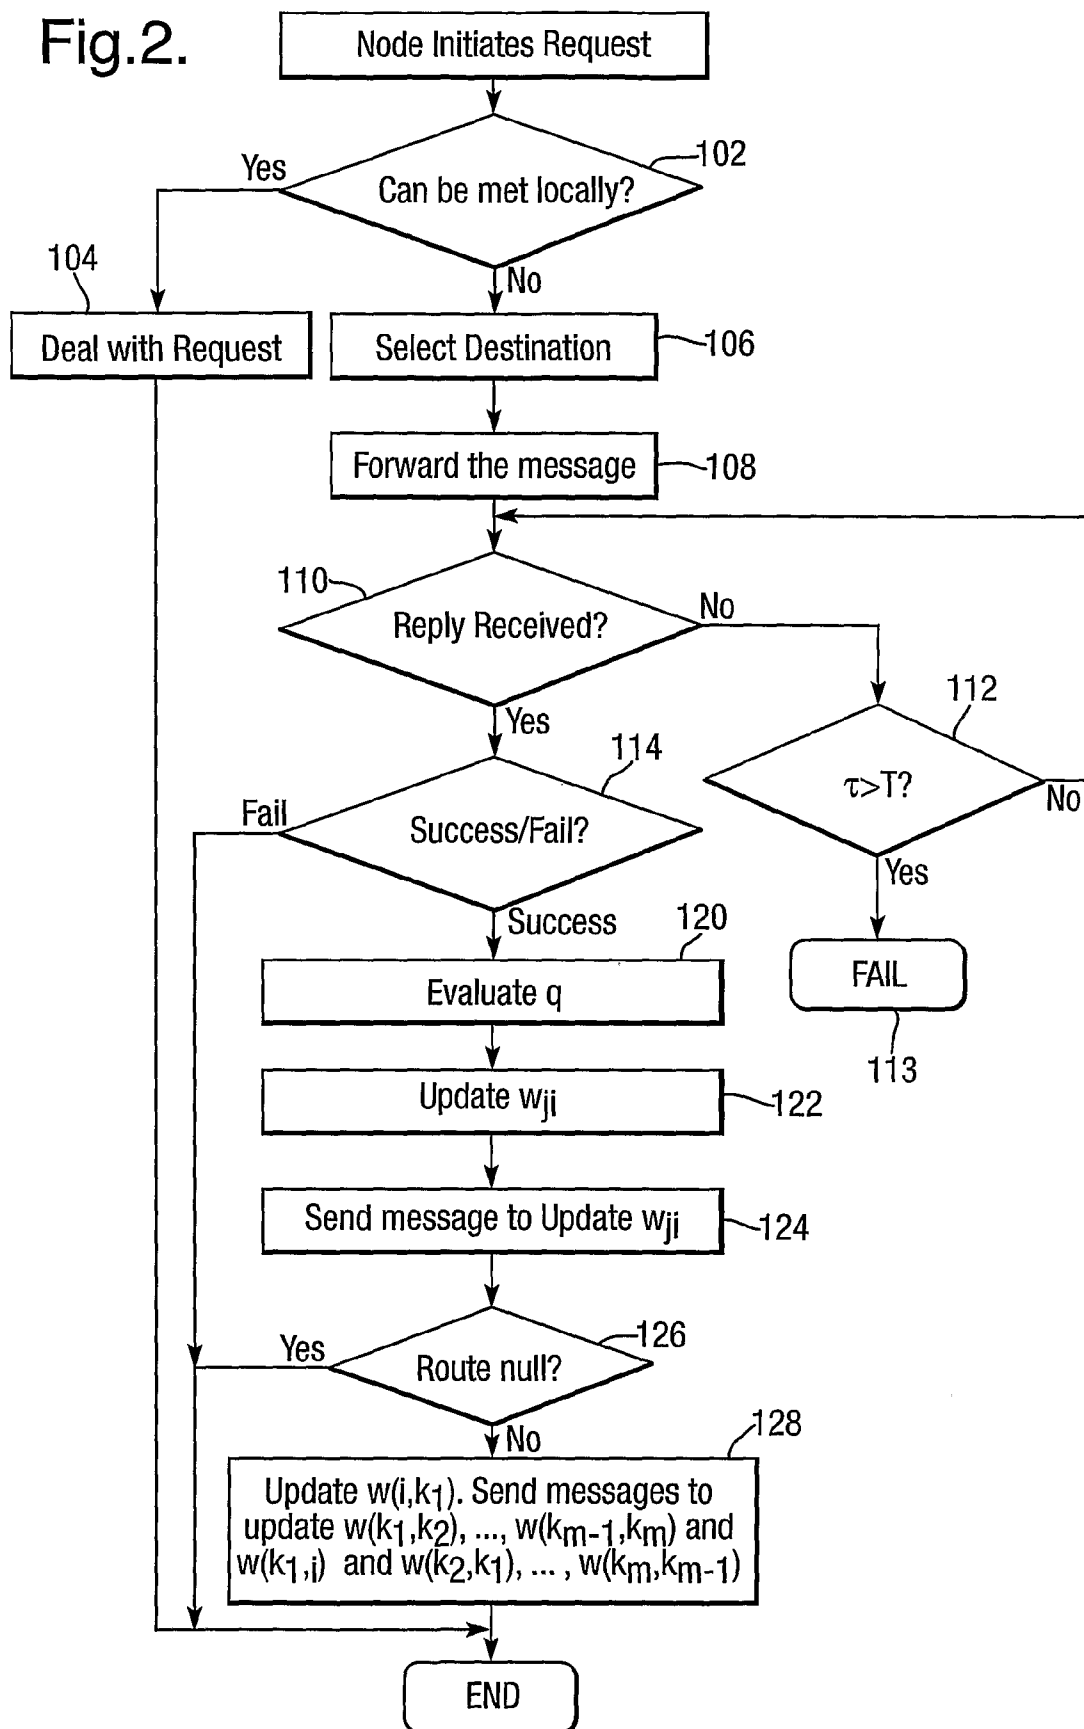 Fig.2.
Node Initiates Request
102
Yes
Can be met locally?
104
No
Deal with Request
Select Destination
106
Forward the message
108
110
Reply Received?
No
Yes
112
114
τ>T?
No
Fail
Success/Fail?
Yes
Success
120
FAIL
Evaluate q
113
Update wji
122
Send message to Update wji
124
126
Yes
Route null?
No
128
Update w(i,k1). Send messages to
update w(k1,k2), ..., w(km-1,km) and
w(k1,i) and w(k2,k1), ... , w(km,km-1)
END